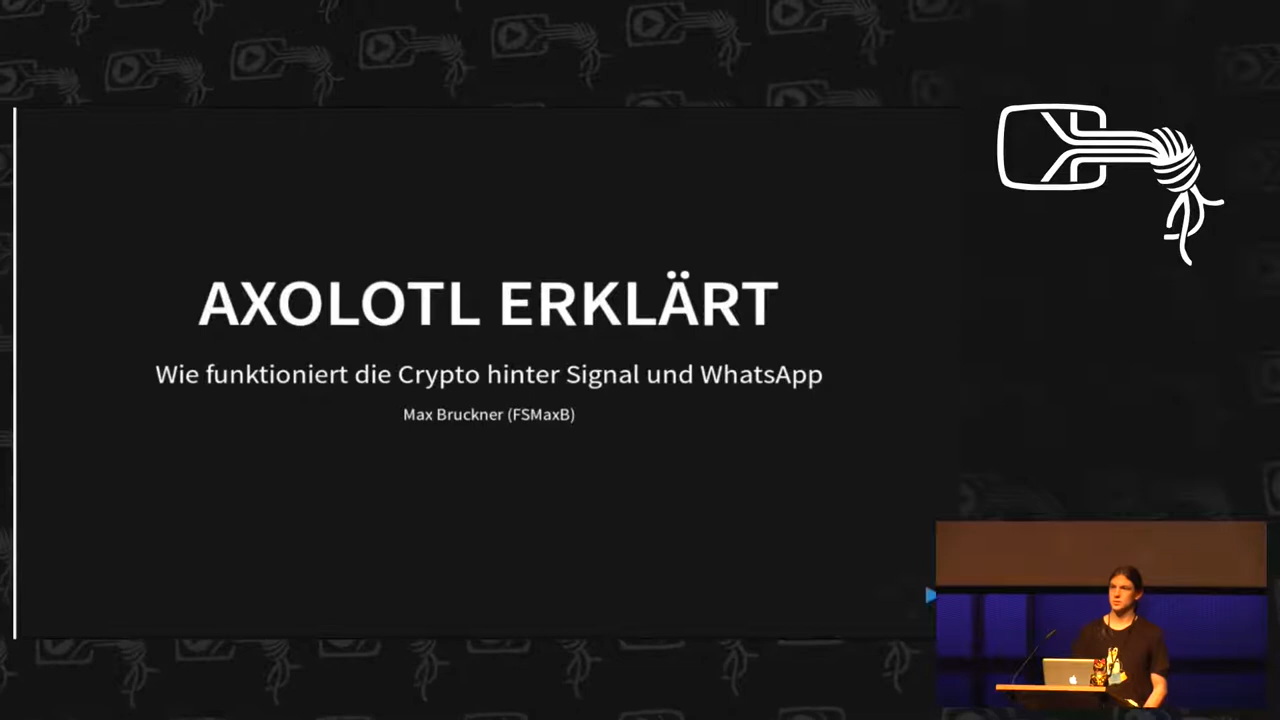 AXOLOTL ERKLÄRT
Wie funktioniert die Crypto hinter Signal und WhatsApp
Max Bruckner (FSMaxB)